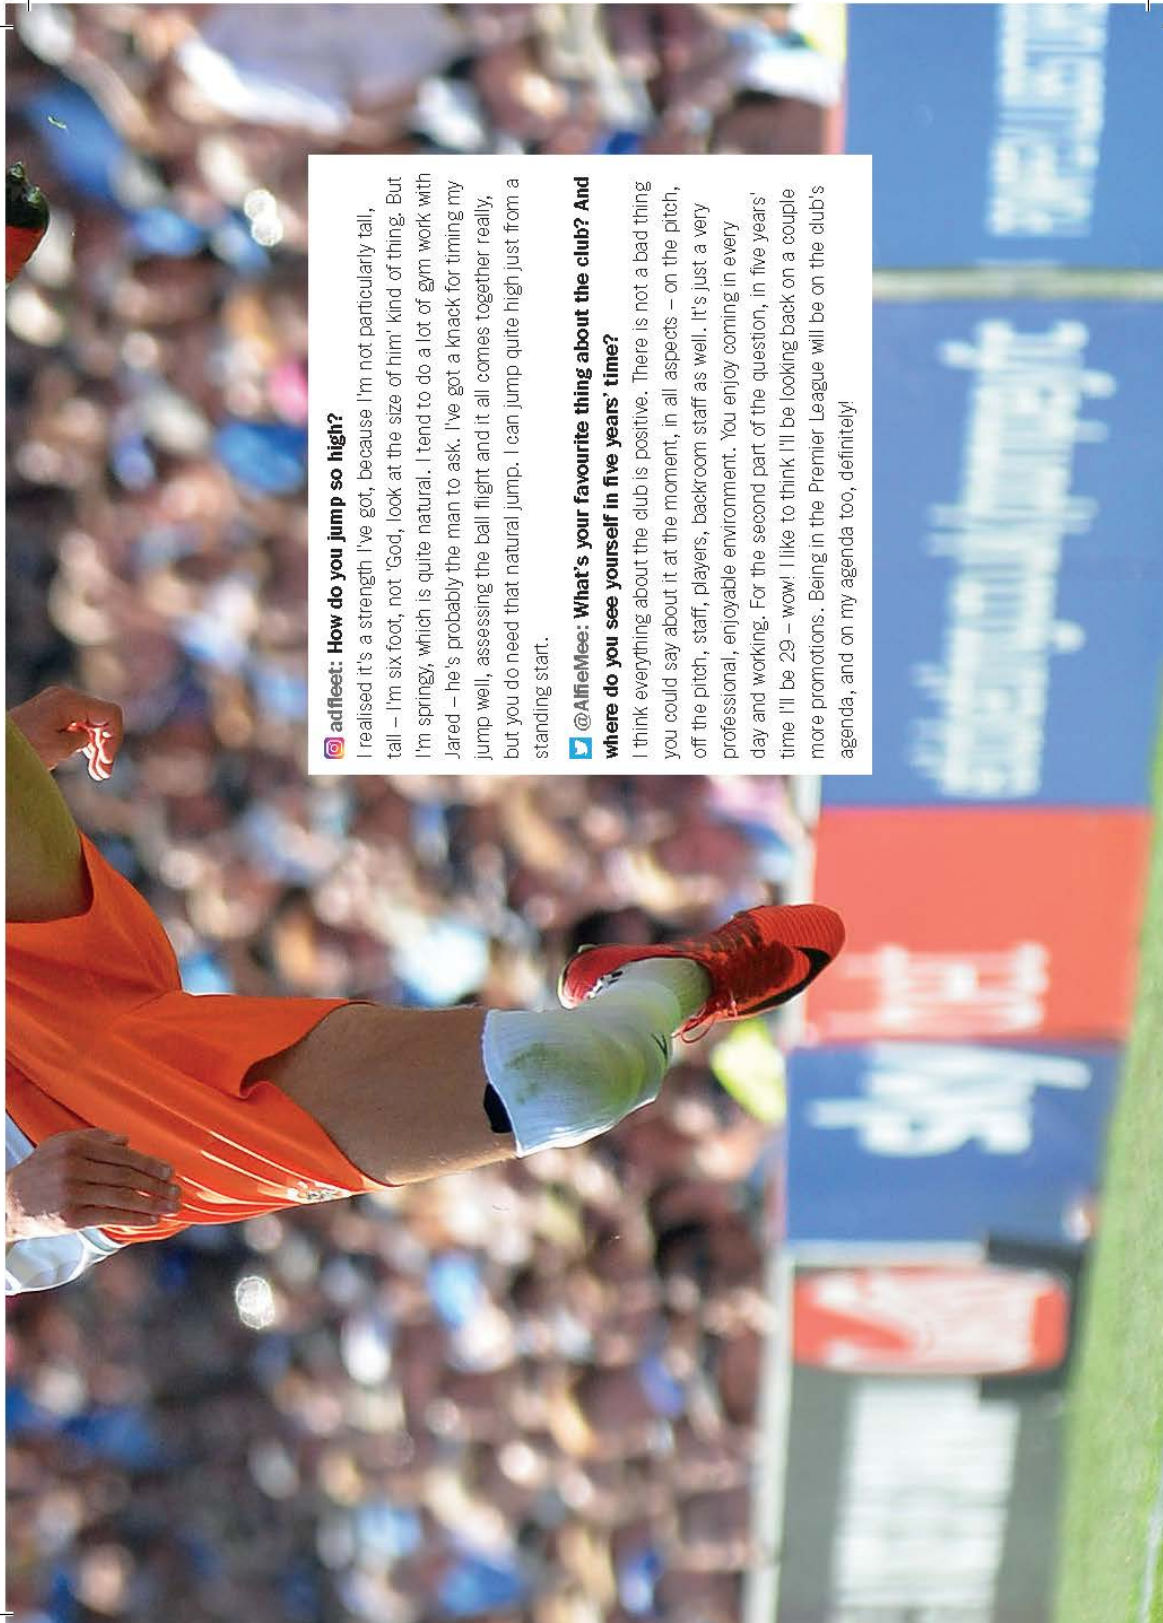 adfleet: How do you jump so high?
I realised it's a strength I've got, because I'm not particularly tall,
tall – I'm six foot, not 'God, look at the size of him' kind of thing. But
I'm springy, which is quite natural. I tend to do a lot of gym work with
Jared – he's probably the man to ask. I've got a knack for timing my
jump well, assessing the ball flight and it all comes together really,
but you do need that natural jump. I can jump quite high just from a
standing start.
@AlfieMee: What's your favourite thing about the club? And
where do you see yourself in five years' time?
I think everything about the club is positive. There is not a bad thing
you could say about it at the moment, in all aspects – on the pitch,
off the pitch, staff, players, backroom staff as well. It's just a very
professional, enjoyable environment. You enjoy coming in every
day and working. For the second part of the question, in five years'
time I'll be 29 – wow! I like to think I'll be looking back on a couple
more promotions. Being in the Premier League will be on the club's
agenda, and on my agenda too, definitely!
sky